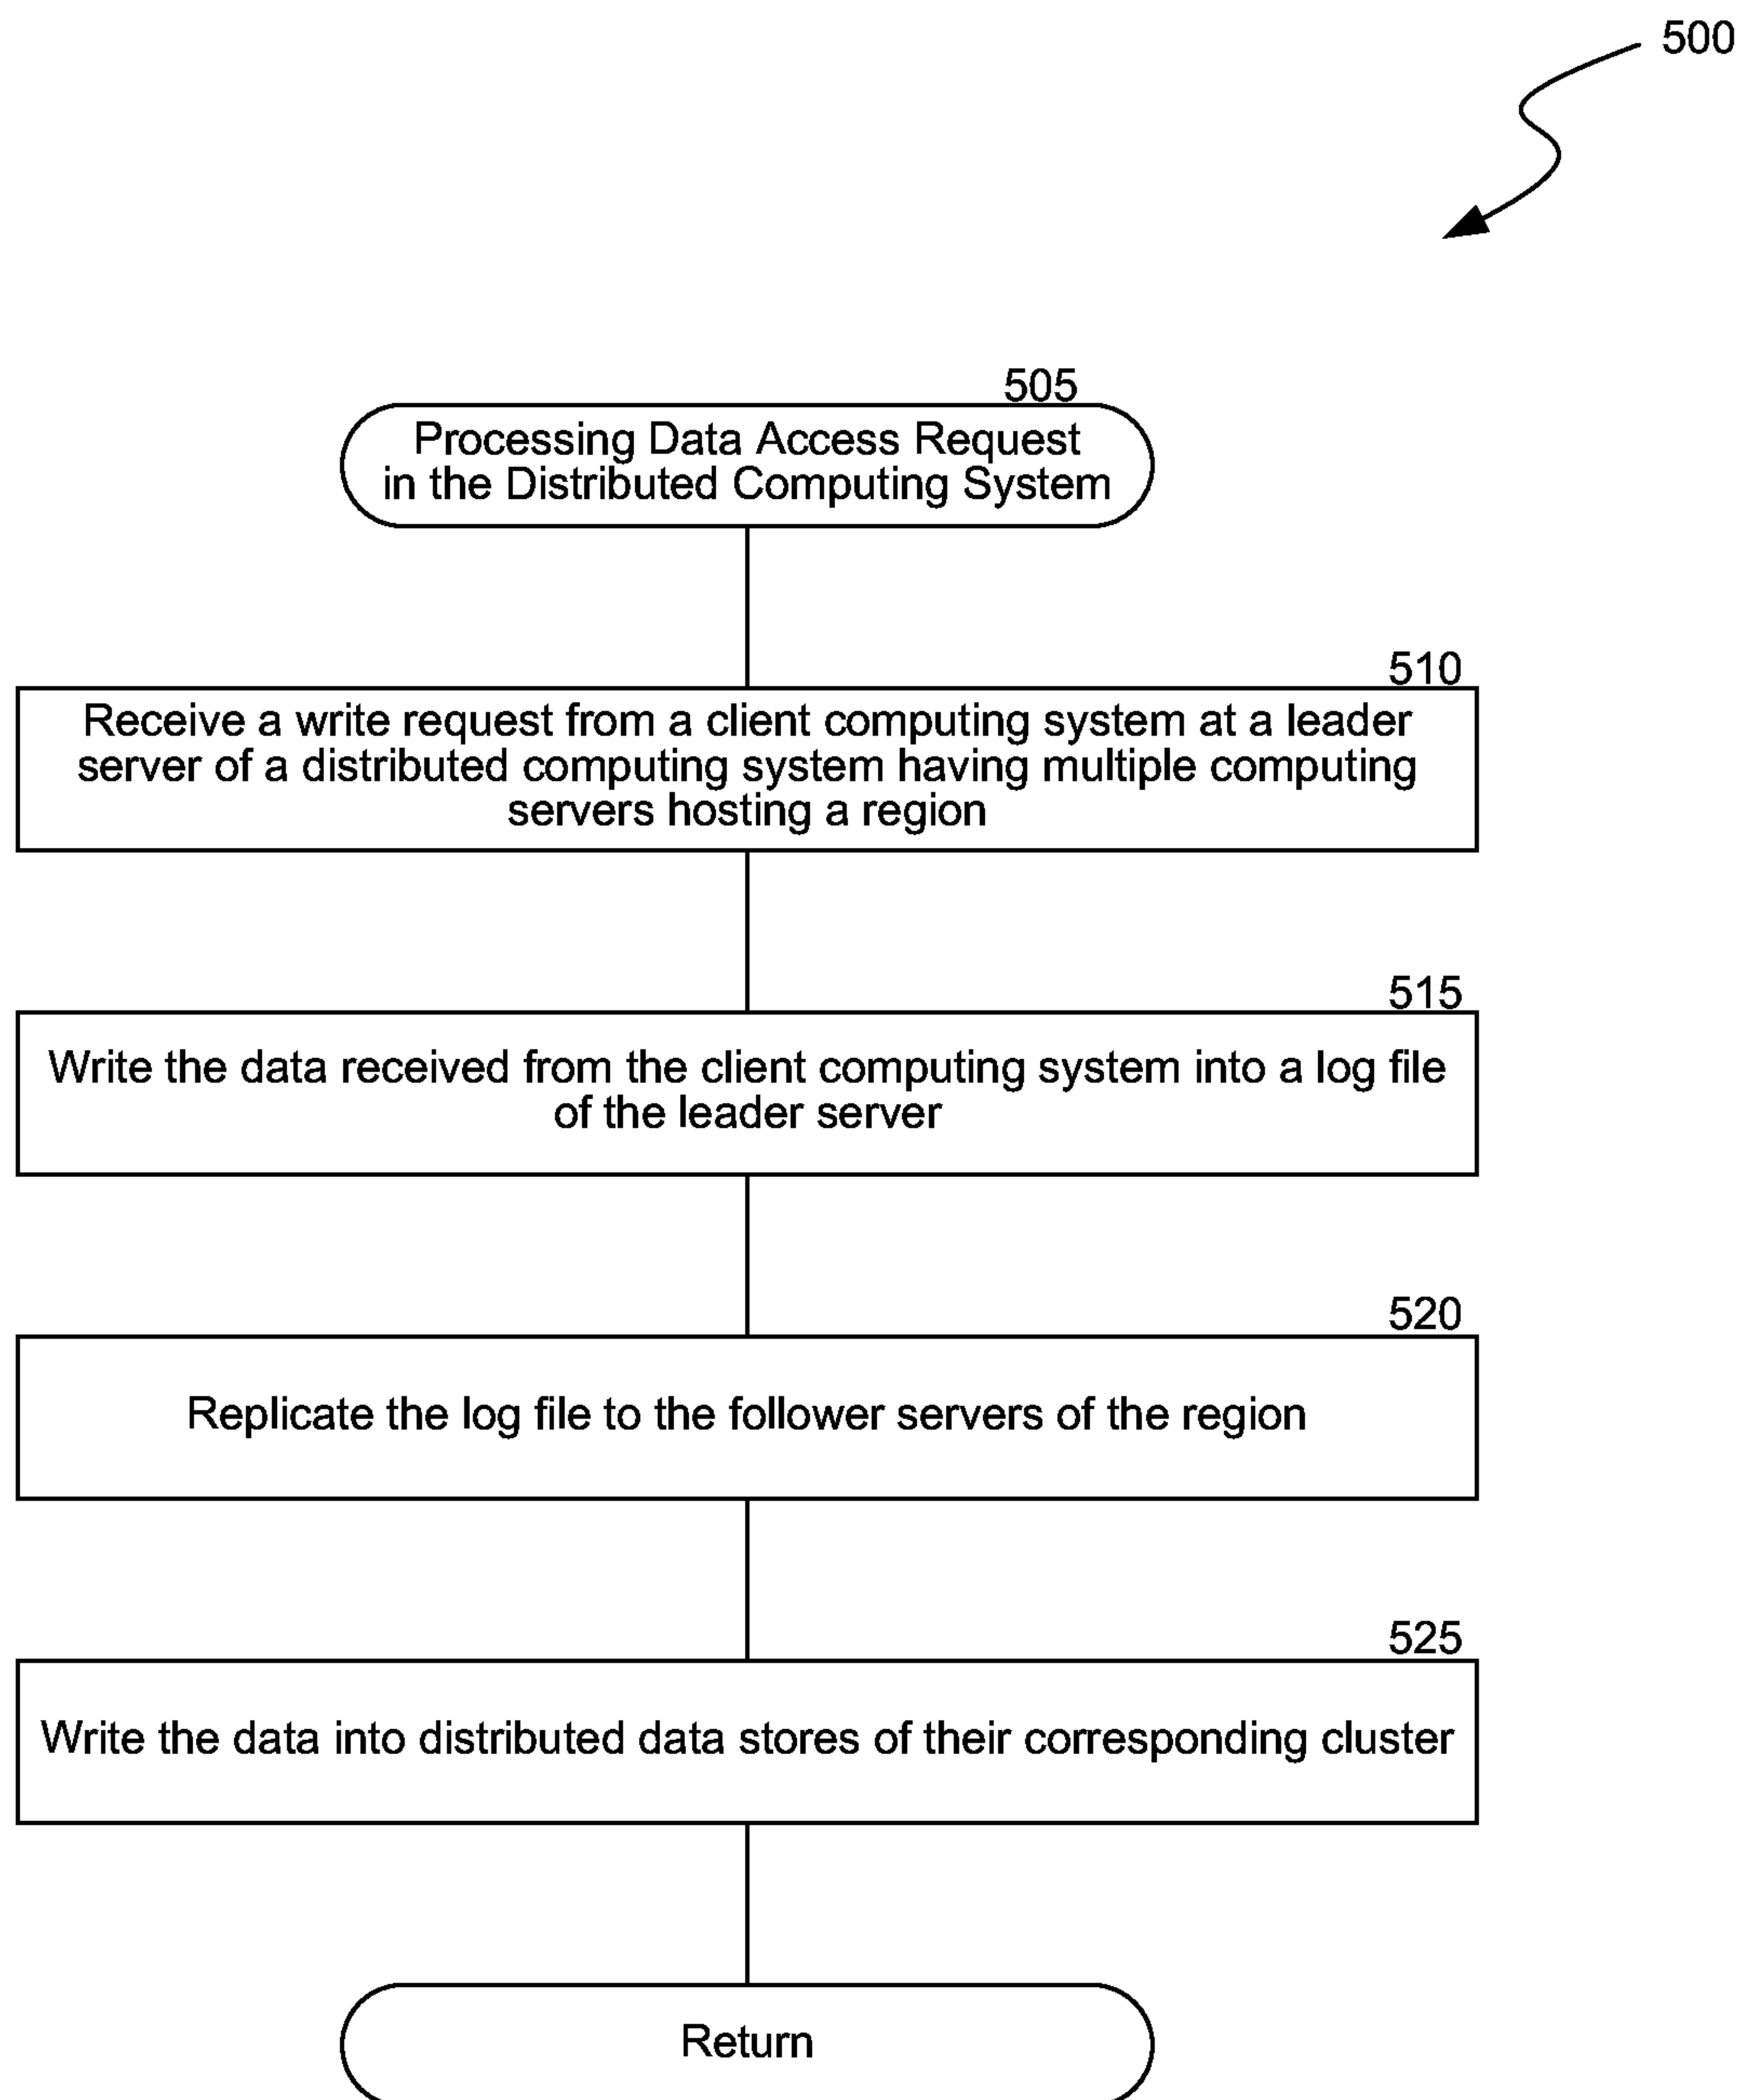 500
505
Processing Data Access Request
in the Distributed Computing System
510
Receive a write request from a client computing system at a leader
server of a distributed computing system having multiple computing
servers hosting a region
515
Write the data received from the client computing system into a log file
of the leader server
520
Replicate the log file to the follower servers of the region
525
Write the data into distributed data stores of their corresponding cluster
Return